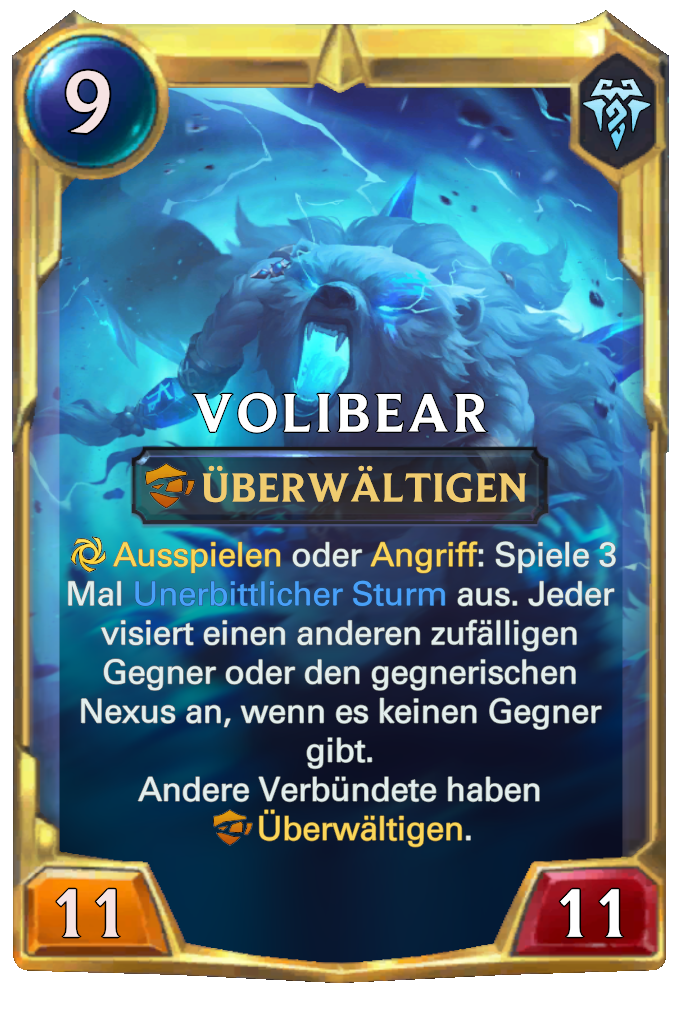 9
VOLIBEAR
ÜBERWÄLTIGEN
Ausspielen oder Angriff: Spiele 3
Mal Unerbittlicher Sturm aus. Jeder
visiert einen anderen zufälligen
Gegner oder den gegnerischen
Nexus an, wenn es keinen Gegner
gibt.
Andere Verbündete haben
Überwältigen.
11
11